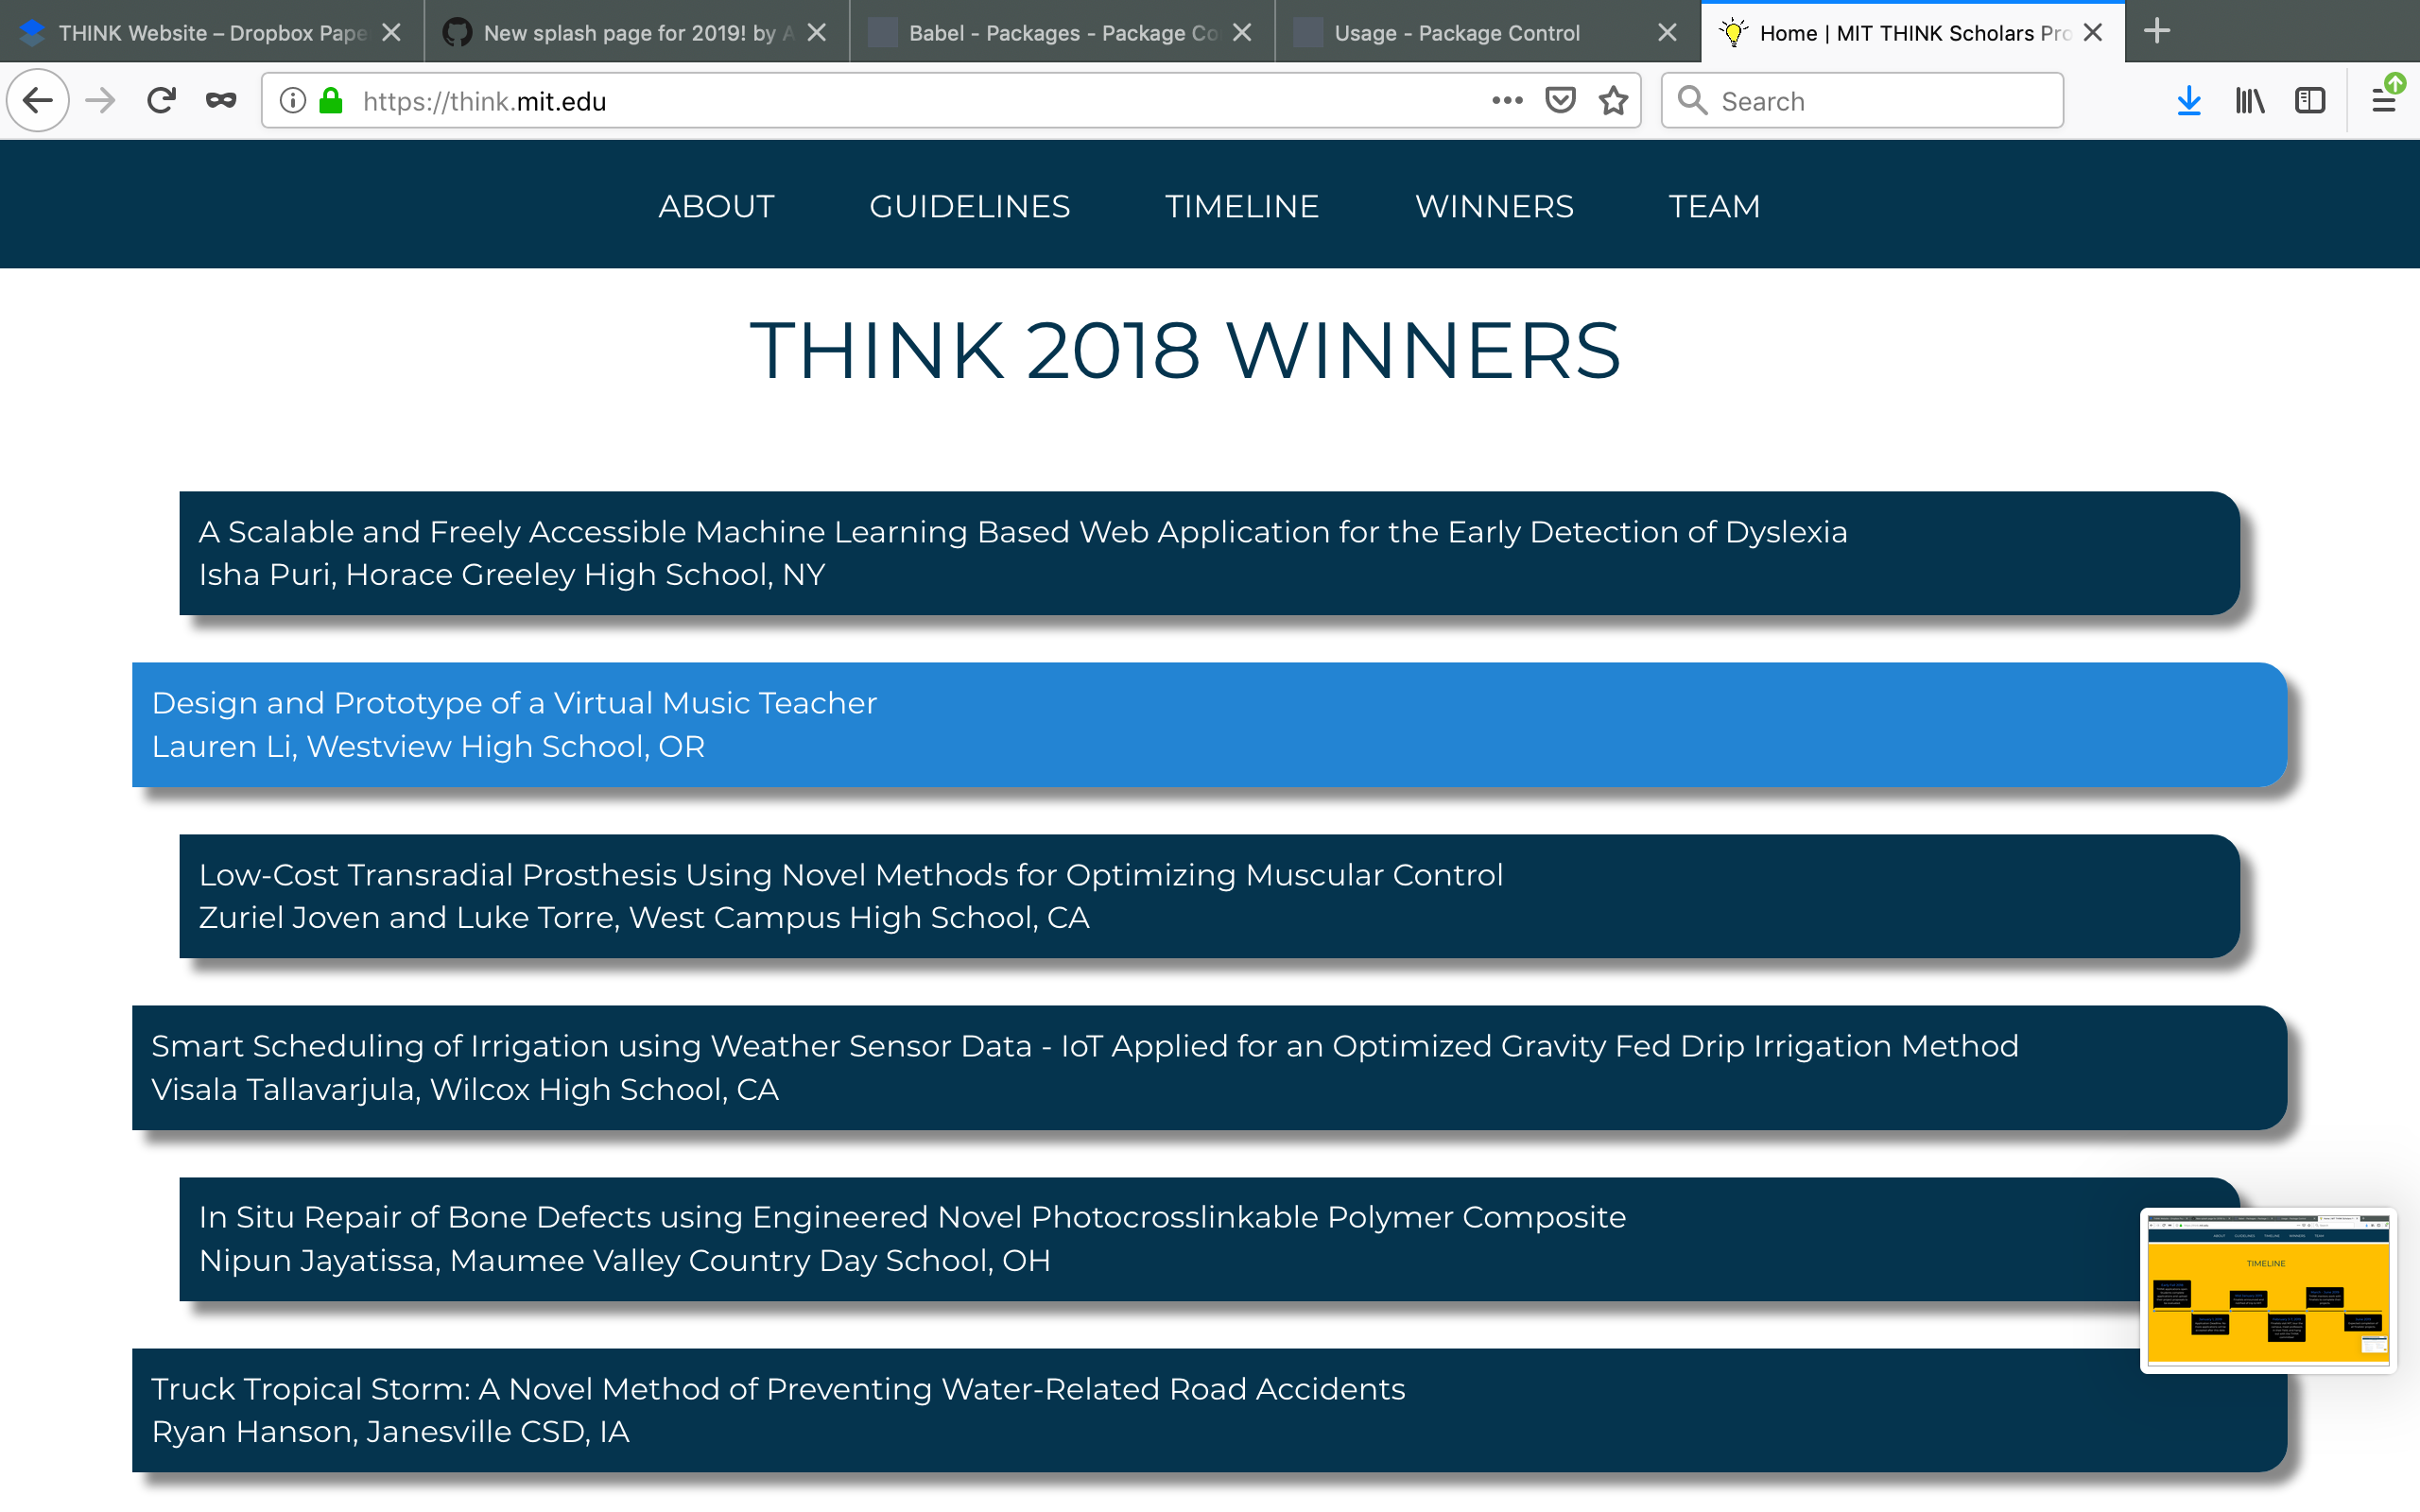 THINK Website – Dropbox Pape
New splash page for 2019! by A
Babel - Packages - Package Co
Usage - Package Control
Home | MIT THINK Scholars Pro
https://think.mit.edu
Search
ABOUT GUIDELINES TIMELINE WINNERS TEAM
THINK 2018 WINNERS
A Scalable and Freely Accessible Machine Learning Based Web Application for the Early Detection of Dyslexia
Isha Puri, Horace Greeley High School, NY
Design and Prototype of a Virtual Music Teacher
Lauren Li, Westview High School, OR
Low-Cost Transradial Prosthesis Using Novel Methods for Optimizing Muscular Control
Zuriel Joven and Luke Torre, West Campus High School, CA
Smart Scheduling of Irrigation using Weather Sensor Data - IoT Applied for an Optimized Gravity Fed Drip Irrigation Method
Visala Tallavarjula, Wilcox High School, CA
In Situ Repair of Bone Defects using Engineered Novel Photocrosslinkable Polymer Composite
Nipun Jayatissa, Maumee Valley Country Day School, OH
TIMELINE
Truck Tropical Storm: A Novel Method of Preventing Water-Related Road Accidents
Ryan Hanson, Janesville CSD, IA